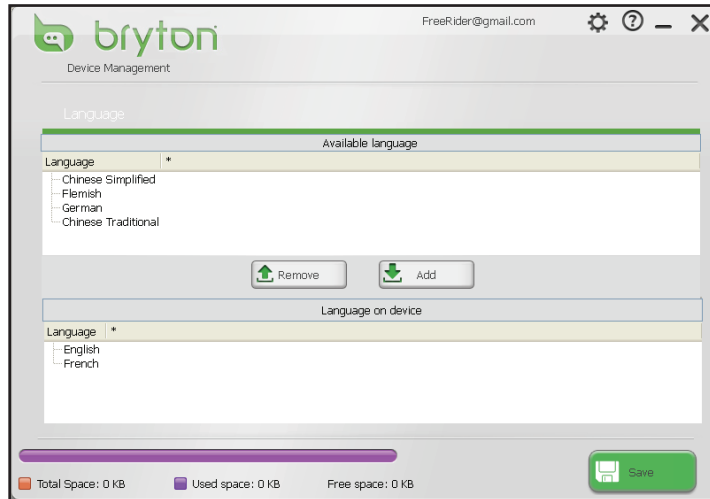 bryton
FreeRider@gmail.com
Device Management
Language
Available language
Language *
Chinese Simplified
Flemish
German
Chinese Traditional
Remove
Add
Language on device
Language *
English
French
Total Space: 0 KB
Used space: 0 KB
Free space: 0 KB
Save